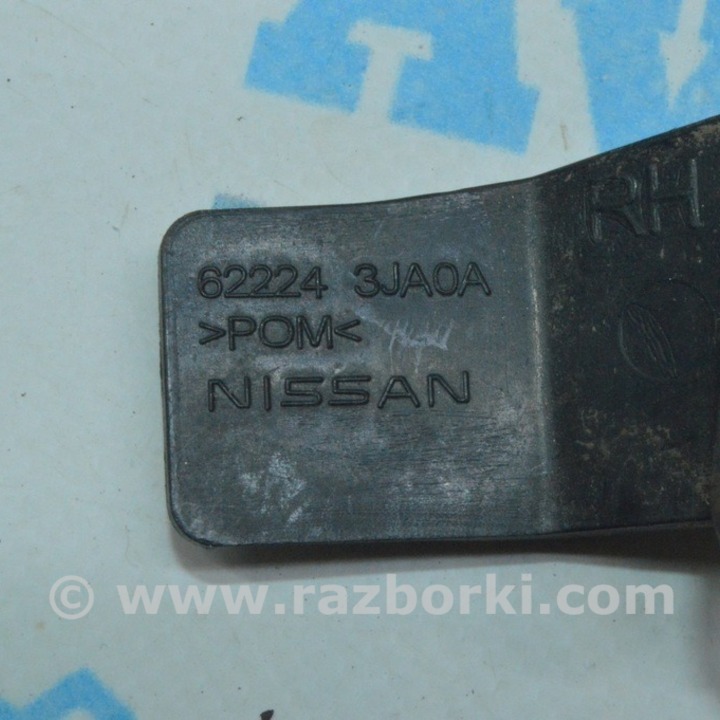 RH
62224 3JA0A
>POM<
NISSAN
© www.razborki.com